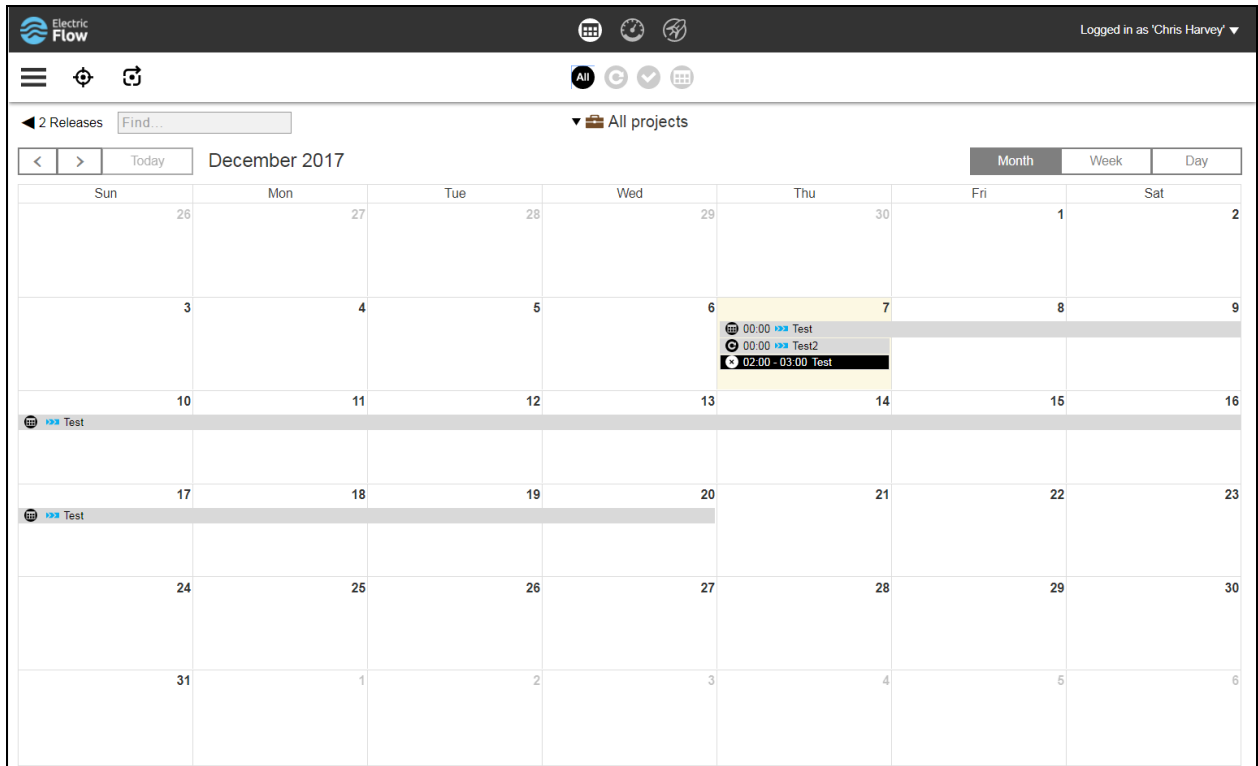 Electric
Flow
Logged in as 'Chris Harvey'
All
2 Releases Find... All projects
Today December 2017 Month Week Day
Sun Mon Tue Wed Thu Fri Sat
26 27 28 29 30 1 2
3 4 5 6 7 8 9
00:00 Test
00:00 Test2
02:00 - 03:00 Test
10 11 12 13 14 15 16
Test
17 18 19 20 21 22 23
Test
24 25 26 27 28 29 30
31 1 2 3 4 5 6